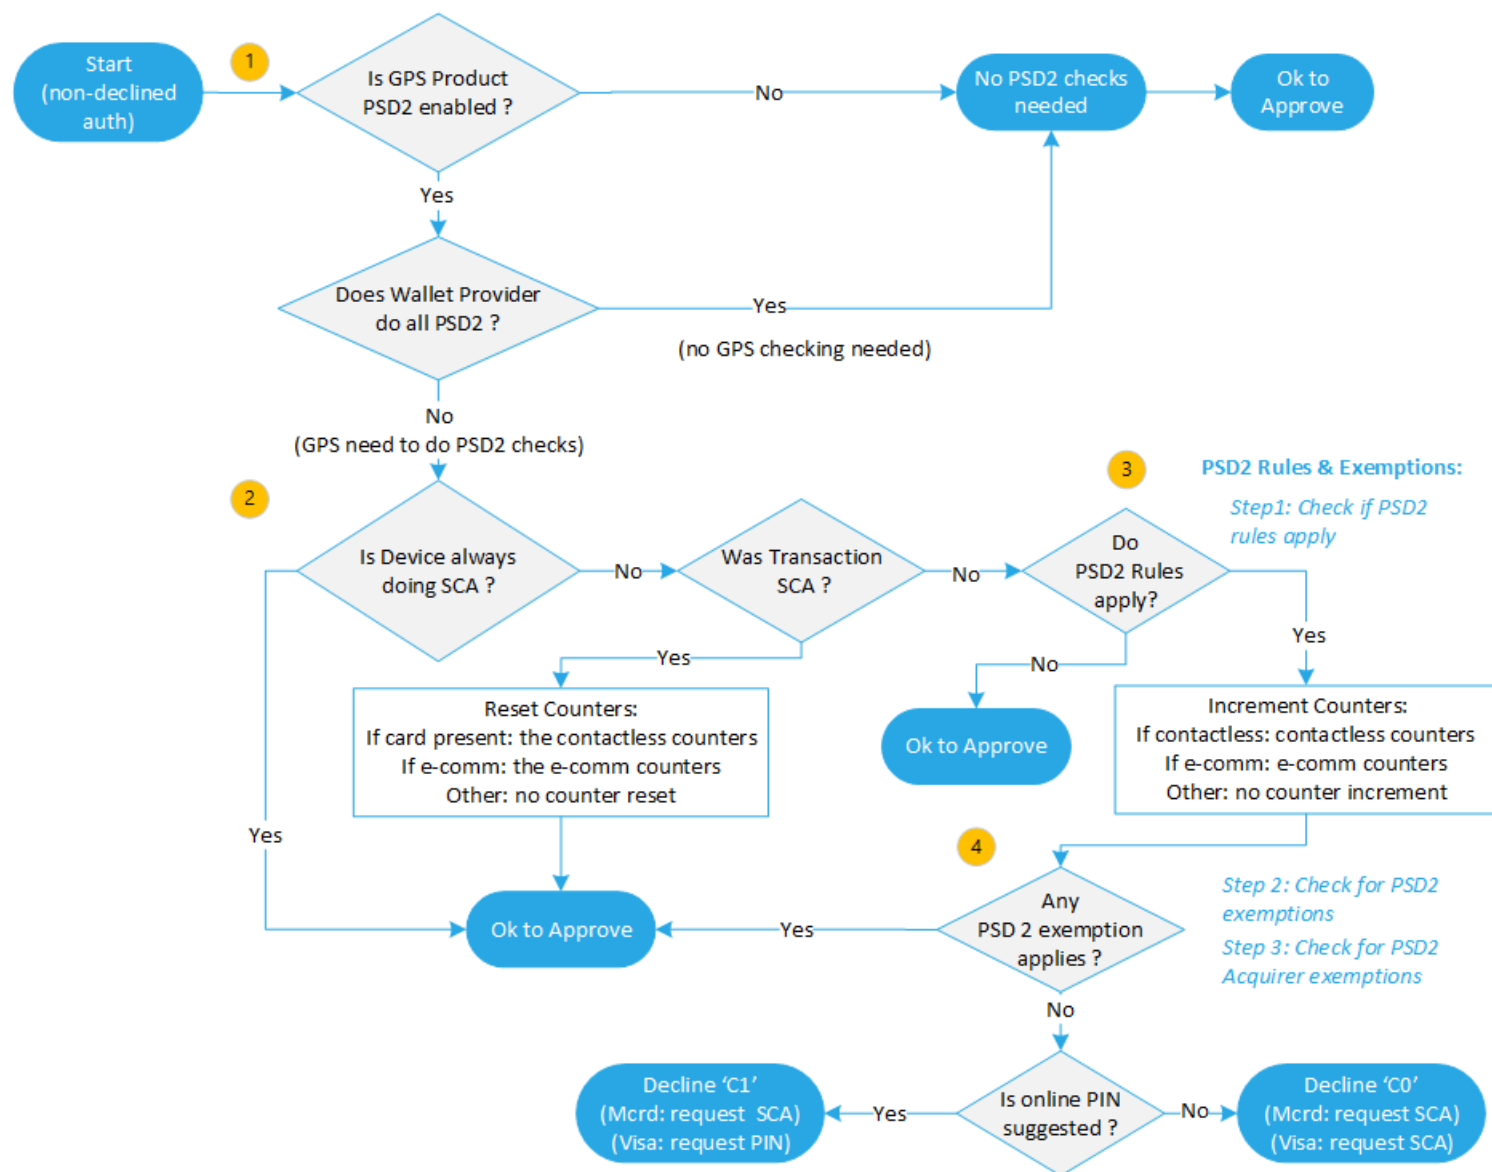 Start
(non-declined
auth)
1
Is GPS Product
PSD2 enabled ?
No
No PSD2 checks
needed
Ok to
Approve
Yes
Does Wallet Provider
do all PSD2 ?
Yes
(no GPS checking needed)
No
(GPS need to do PSD2 checks)
2
Is Device always
doing SCA ?
No
Was Transaction
SCA ?
No
3
Do
PSD2 Rules
apply?
PSD2 Rules & Exemptions:
Step1: Check if PSD2
rules apply
Yes
No
Yes
Reset Counters:
If card present: the contactless counters
If e-comm: the e-comm counters
Other: no counter reset
Ok to Approve
Increment Counters:
If contactless: contactless counters
If e-comm: e-comm counters
Other: no counter increment
Yes
4
Any
PSD 2 exemption
applies ?
Step 2: Check for PSD2
exemptions
Step 3: Check for PSD2
Acquirer exemptions
Yes
Ok to Approve
No
Is online PIN
suggested ?
Yes
Decline ‘C1’
(Mcrd: request  SCA)
(Visa: request PIN)
No
Decline ‘C0’
(Mcrd: request SCA)
(Visa: request SCA)